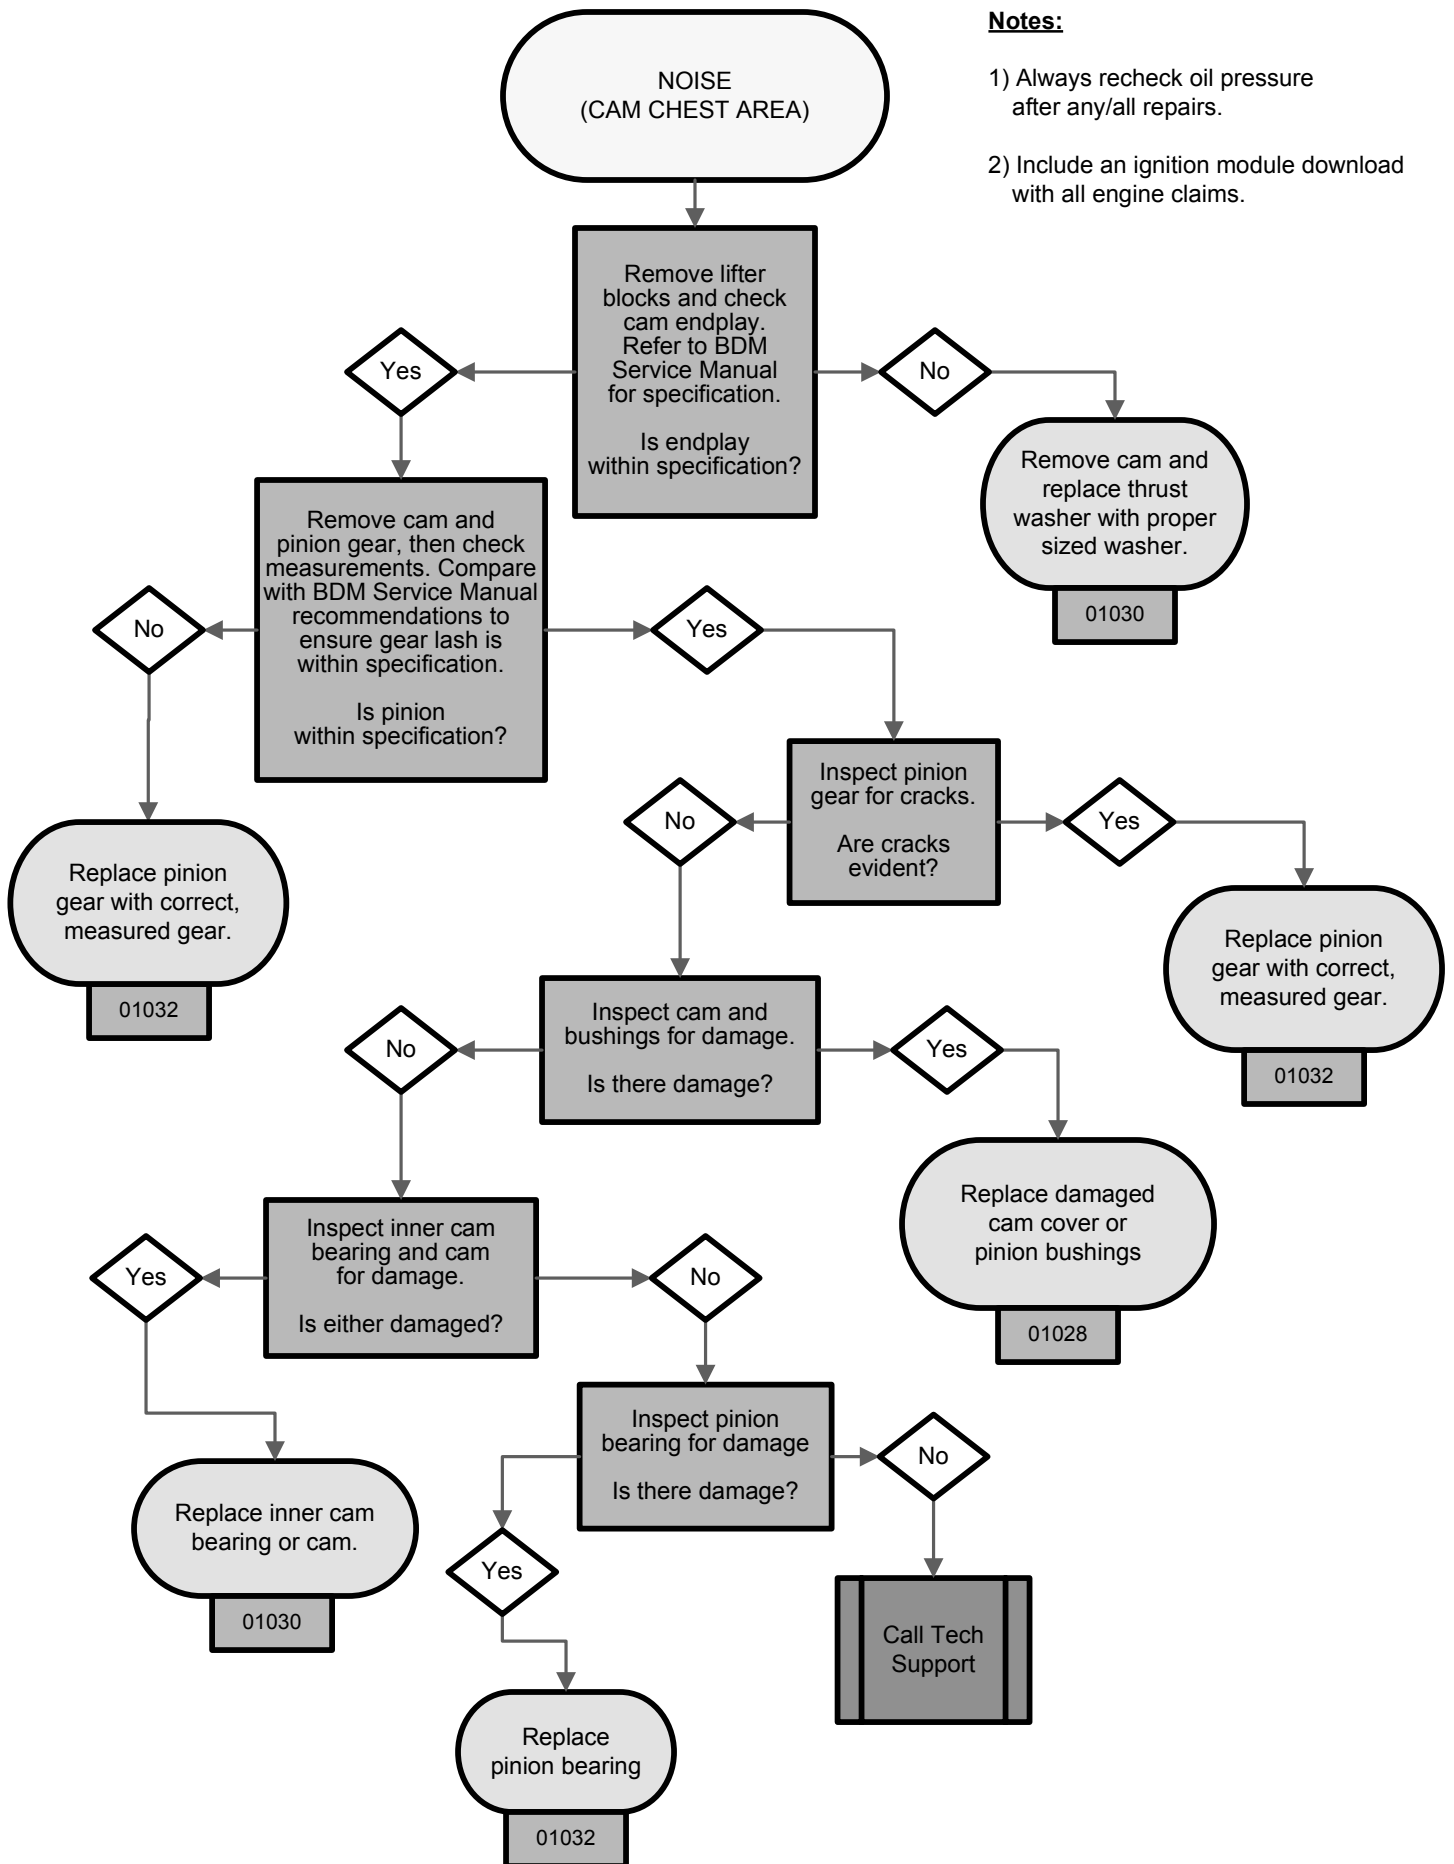 Notes:
1) Always recheck oil pressure
after any/all repairs.
2) Include an ignition module download
with all engine claims.
NOISE
(CAM CHEST AREA)
Remove lifter
blocks and check
cam endplay.
Refer to BDM
Service Manual
for specification.
Is endplay
within specification?
Yes
No
Remove cam and
replace thrust
washer with proper
sized washer.
01030
Remove cam and
pinion gear, then check
measurements. Compare
with BDM Service Manual
recommendations to
ensure gear lash is
within specification.
Is pinion
within specification?
No
Yes
Replace pinion
gear with correct,
measured gear.
01032
Inspect pinion
gear for cracks.
Are cracks
evident?
No
Yes
Replace pinion
gear with correct,
measured gear.
01032
Inspect cam and
bushings for damage.
Is there damage?
No
Yes
Replace damaged
cam cover or
pinion bushings
01028
Inspect inner cam
bearing and cam
for damage.
Is either damaged?
Yes
No
Replace inner cam
bearing or cam.
01030
Inspect pinion
bearing for damage
Is there damage?
Yes
No
Replace
pinion bearing
01032
Call Tech
Support